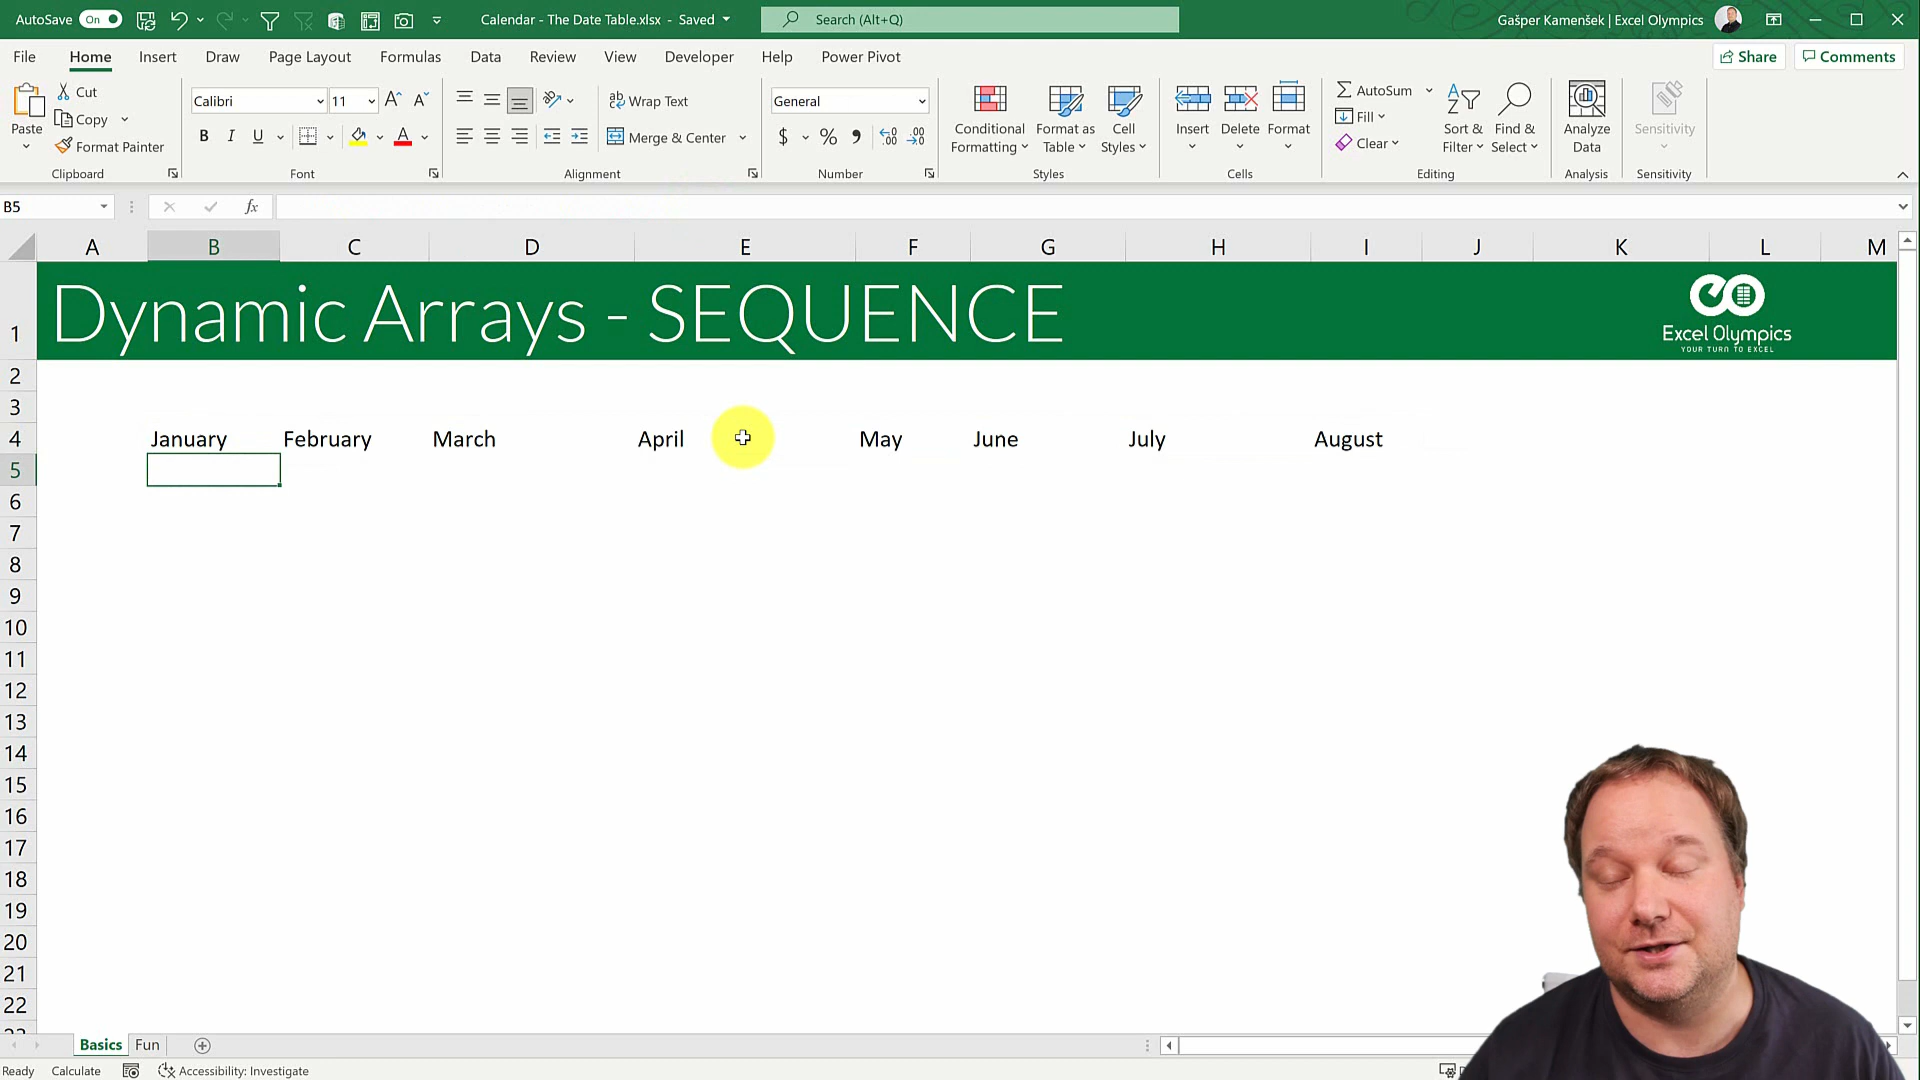 AutoSave On Calendar - The Date Table.xlsx - Saved Search (Alt+Q) Gašper Kamenšek | Excel Olympics
File Home Insert Draw Page Layout Formulas Data Review View Developer Help Power Pivot Share Comments
Paste Cut Copy Format Painter
Calibri 11 B I U A
ab Wrap Text
Merge & Center
General
$ %
Conditional Formatting Format as Table Cell Styles
Insert Delete Format
AutoSum Fill Clear
Sort & Filter Find & Select
Analyze Data
Sensitivity
Clipboard Font Alignment Number Styles Cells Editing Analysis Sensitivity
B5 fx
A B C D E F G H I J K L M
1 Dynamic Arrays - SEQUENCE
Excel Olympics
YOUR TURN TO EXCEL
2
3
4 January February March April May June July August
5
6
7
8
9
10
11
12
13
14
15
16
17
18
19
20
21
22
23
Basics Fun
Ready Calculate Accessibility: Investigate